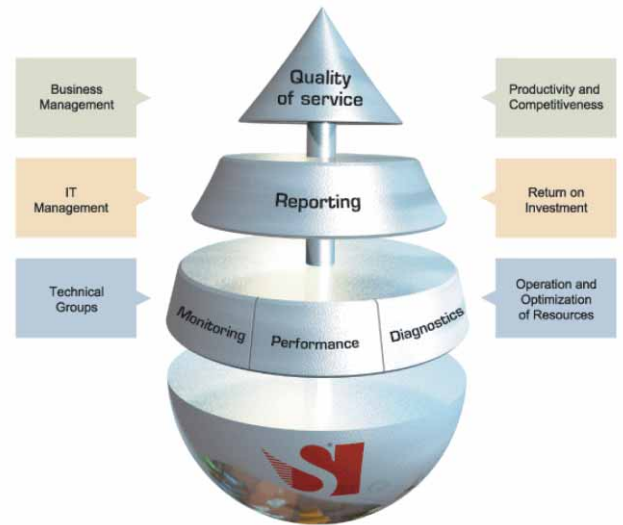 Quality
of service
Business
Management
Productivity and
Competitiveness
Reporting
IT
Management
Return on
Investment
Technical
Groups
Monitoring
Performance
Diagnostics
Operation and
Optimization
of Resources
SI